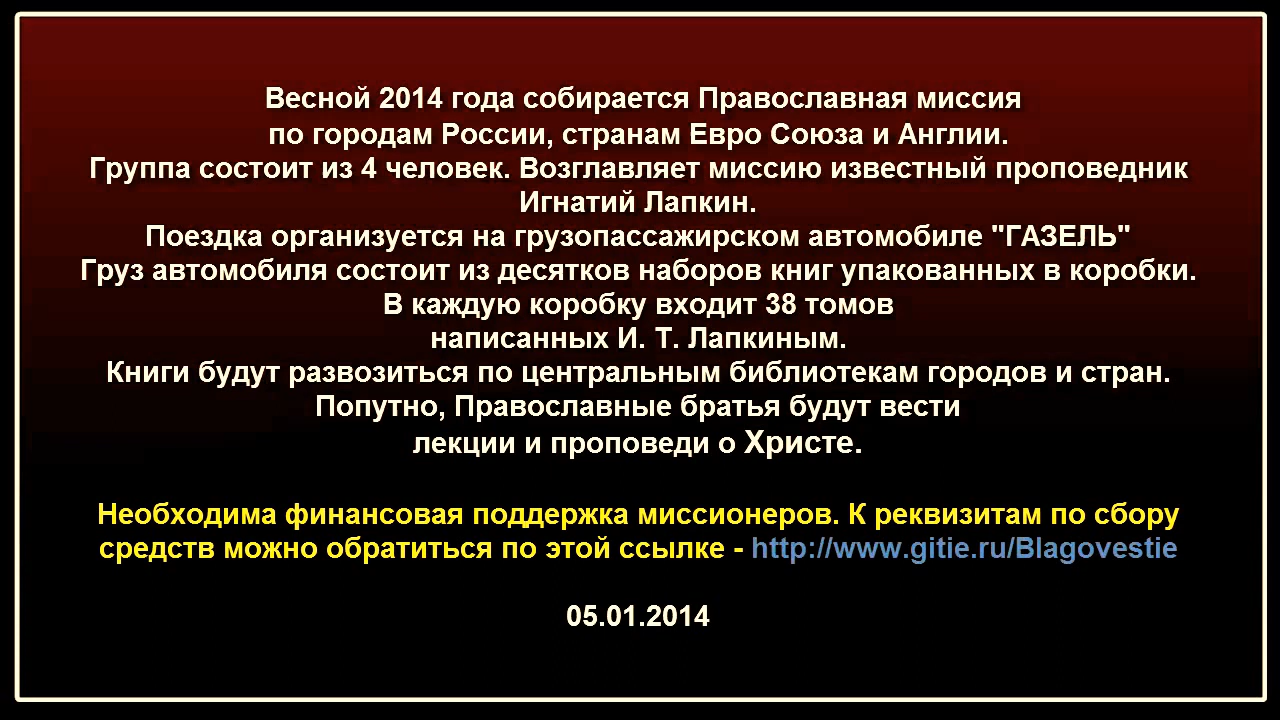 Весной 2014 года собирается Православная миссия
по городам России, странам Евро Союза и Англии.
Группа состоит из 4 человек. Возглавляет миссию известный проповедник
Игнатий Лапкин.
Поездка организуется на грузопассажирском автомобиле "ГАЗЕЛЬ"
Груз автомобиля состоит из десятков наборов книг упакованных в коробки.
В каждую коробку входит 38 томов
написанных И. Т. Лапкиным.
Книги будут развозиться по центральным библиотекам городов и стран.
Попутно, Православные братья будут вести
лекции и проповеди о Христе.
Необходима финансовая поддержка миссионеров. К реквизитам по сбору
средств можно обратиться по этой ссылке - http://www.gitie.ru/Blagovestie
05.01.2014